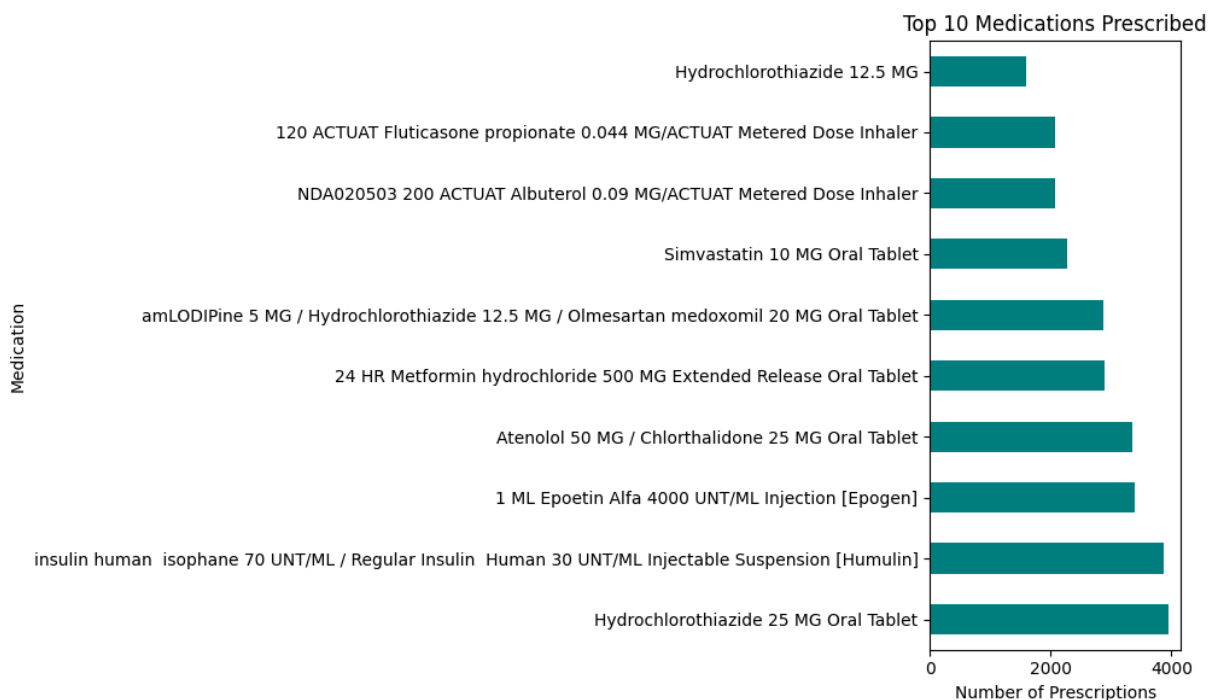 Top 10 Medications Prescribed
Hydrochlorothiazide 12.5 MG
120 ACTUAT Fluticasone propionate 0.044 MG/ACTUAT Metered Dose Inhaler
NDA020503 200 ACTUAT Albuterol 0.09 MG/ACTUAT Metered Dose Inhaler
Simvastatin 10 MG Oral Tablet
amLODIPine 5 MG / Hydrochlorothiazide 12.5 MG / Olmesartan medoxomil 20 MG Oral Tablet
Medication
24 HR Metformin hydrochloride 500 MG Extended Release Oral Tablet
Atenolol 50 MG / Chlorthalidone 25 MG Oral Tablet
1 ML Epoetin Alfa 4000 UNT/ML Injection [Epogen]
insulin human  isophane 70 UNT/ML / Regular Insulin  Human 30 UNT/ML Injectable Suspension [Humulin]
Hydrochlorothiazide 25 MG Oral Tablet
0 2000 4000
Number of Prescriptions